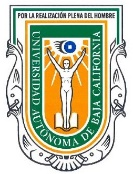 POR LA REALIZACIÓN PLENA DEL HOMBRE
UNIVERSIDAD AUTÓNOMA DE BAJA CALIFORNIA